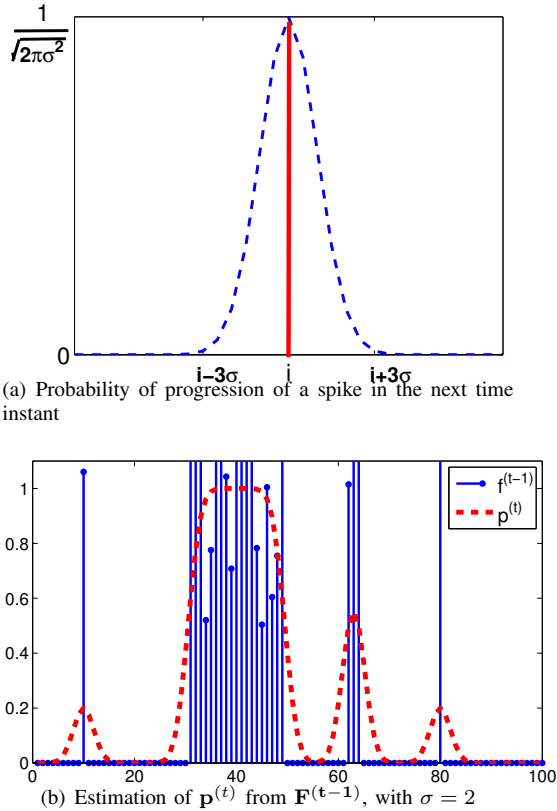 1
√2πσ²
0
i−3σ i i+3σ
(a) Probability of progression of a spike in the next time
instant
1
0.8
0.6
0.4
0.2
0
0 20 40 60 80 100
f(t−1)
p(t)
(b) Estimation of p(t) from F(t−1), with σ = 2